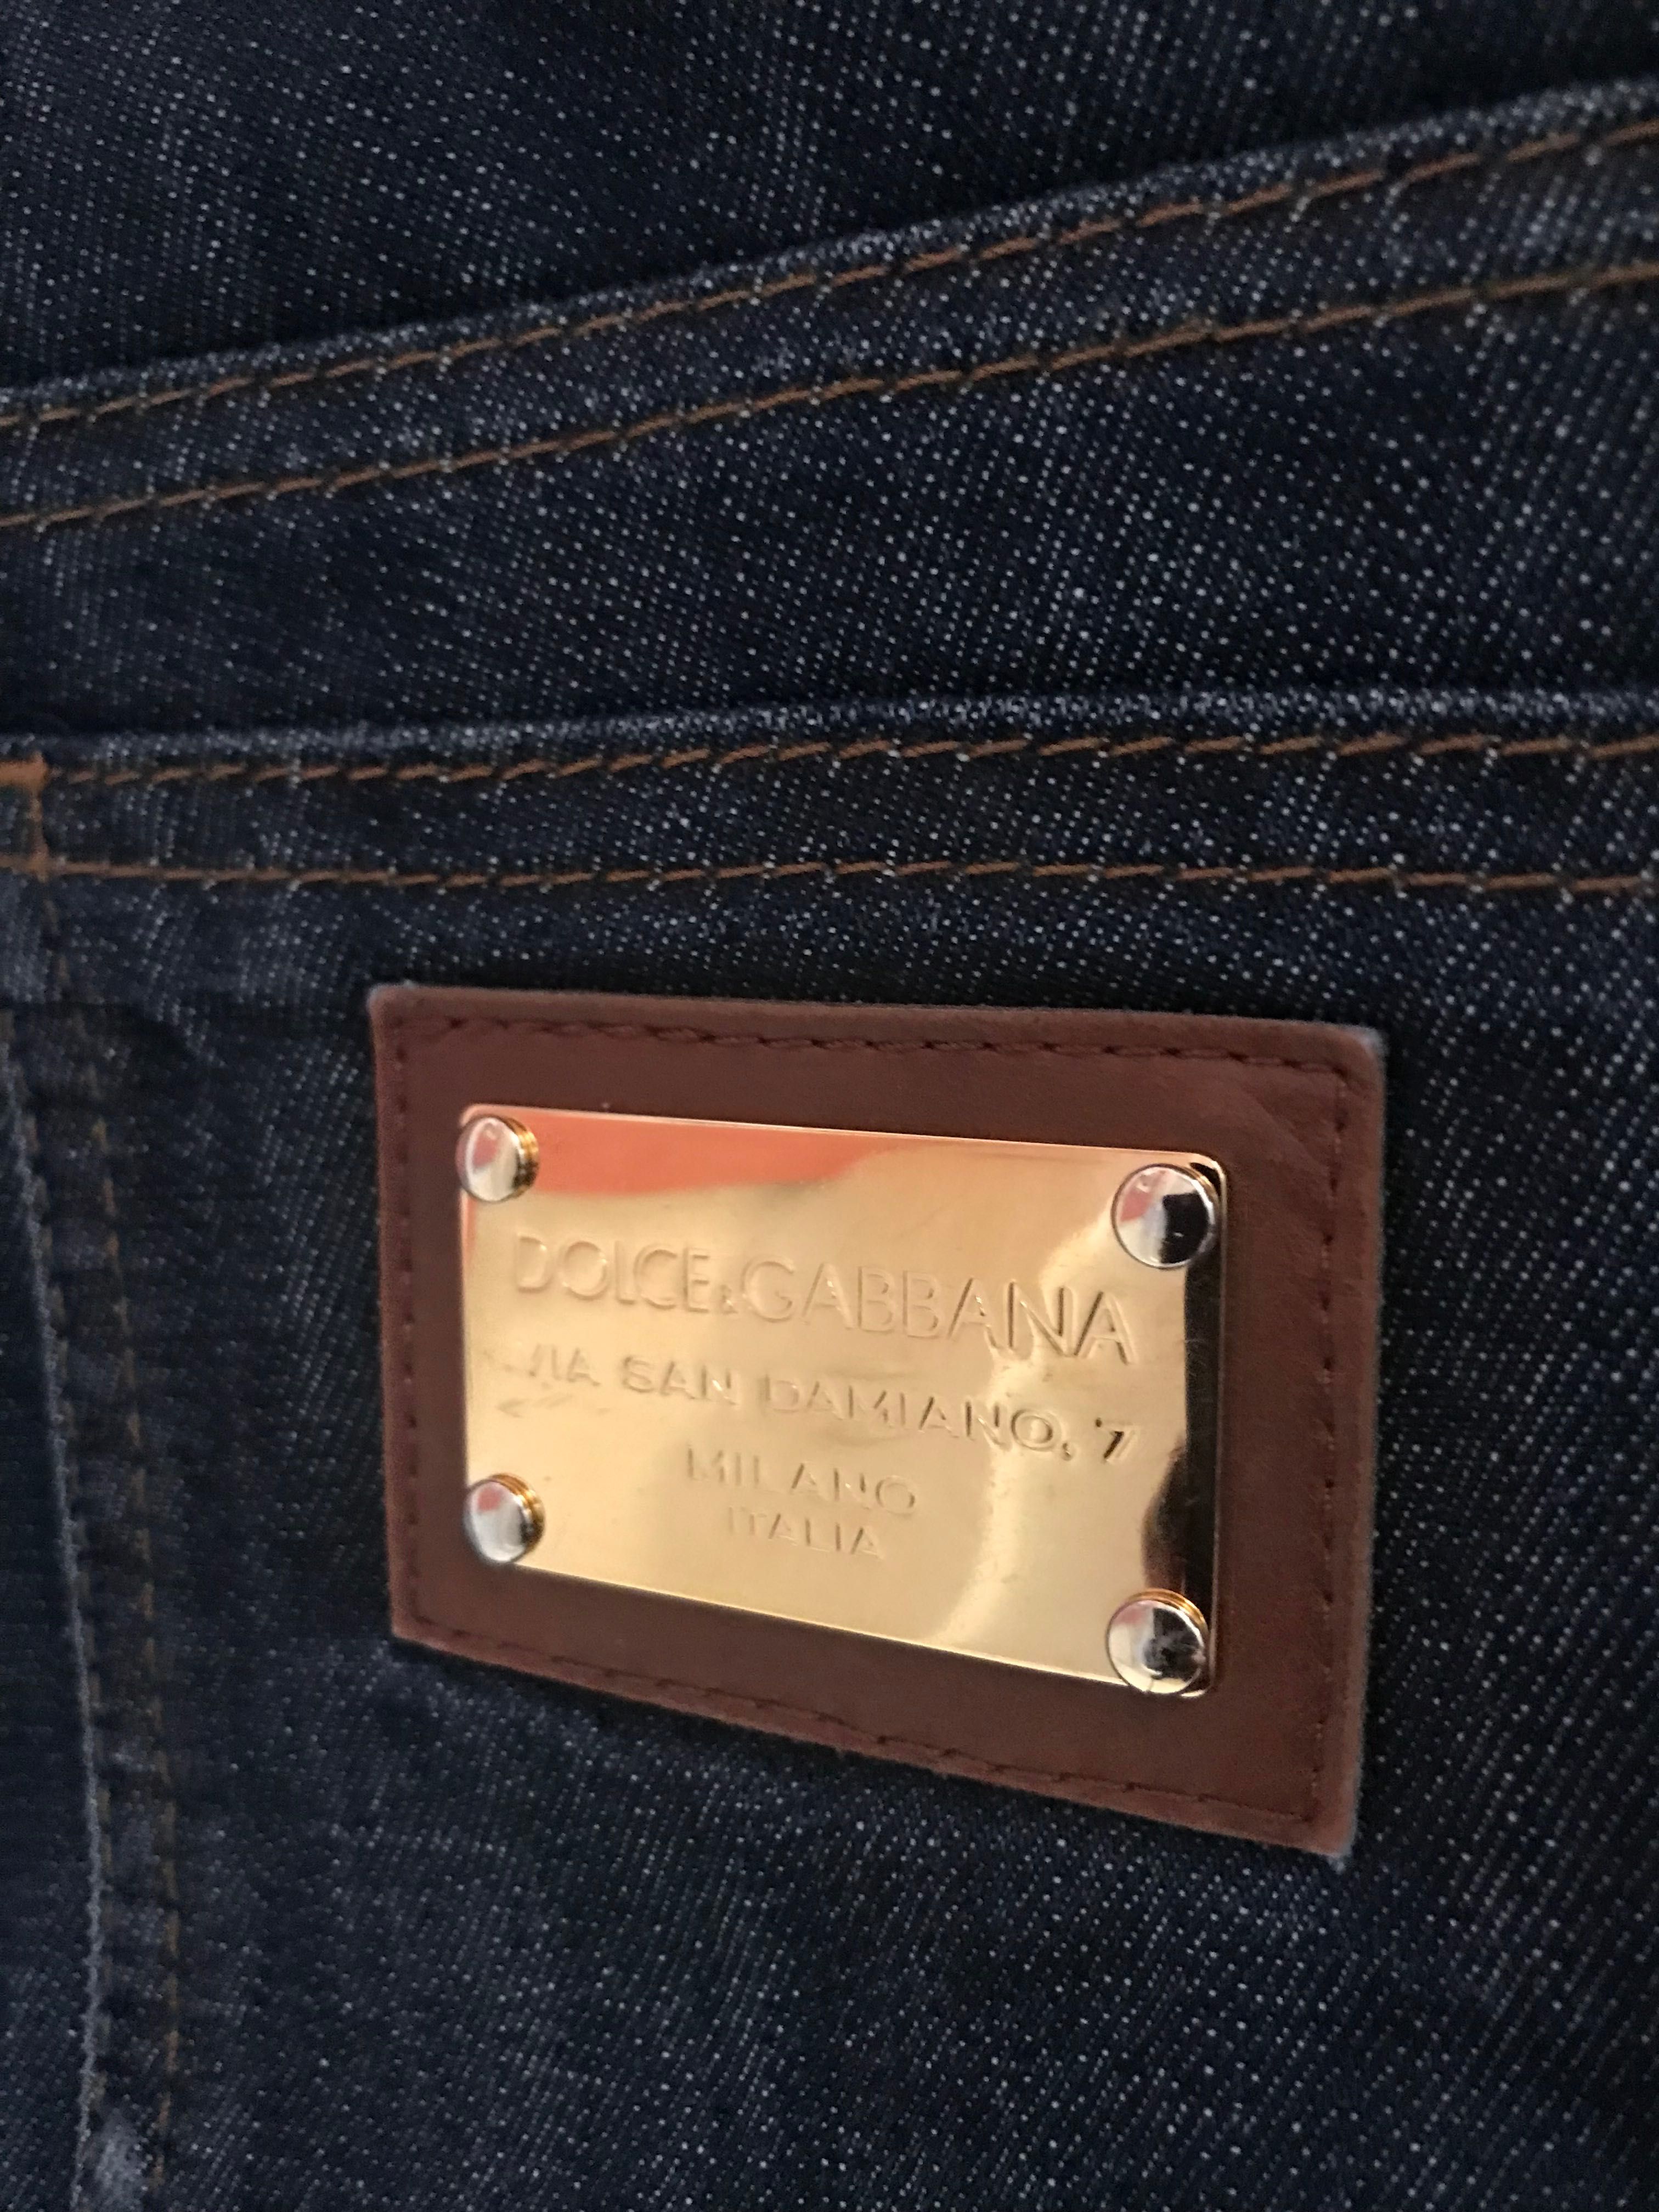 DOLCE&GABBANA
VIA SAN DAMIANO, 7
MILANO
ITALIA